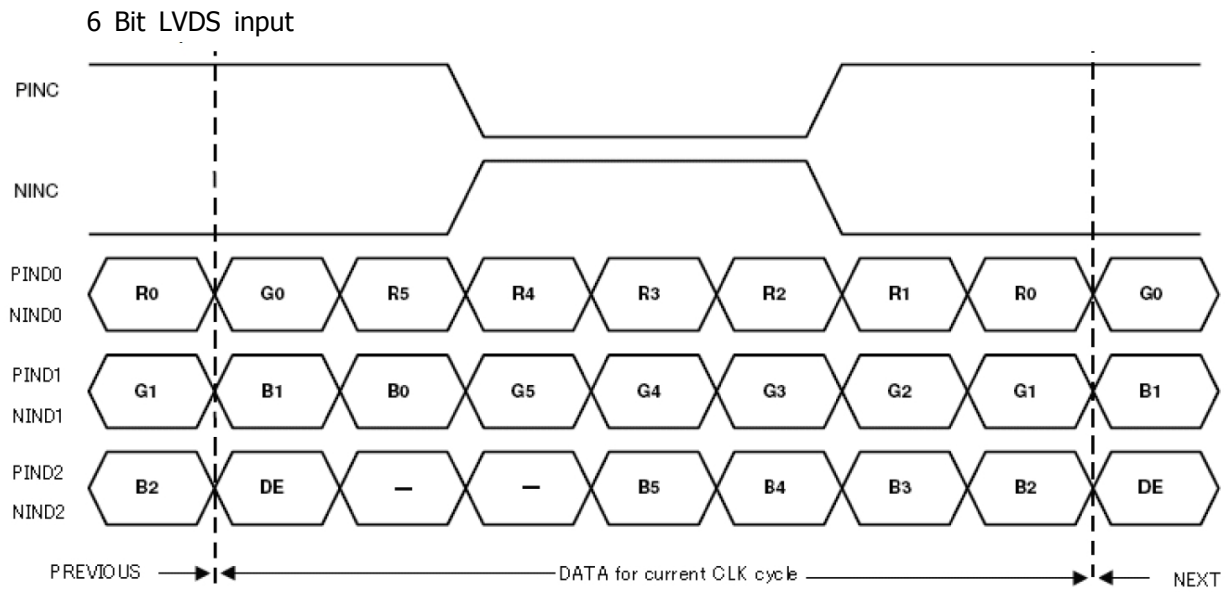 6 Bit LVDS input
PINC
NINC
PIND0
R0 G0 R5 R4 R3 R2 R1 R0 G0
NIND0
PIND1
G1 B1 B0 G5 G4 G3 G2 G1 B1
NIND1
PIND2
B2 DE – – B5 B4 B3 B2 DE
NIND2
PREVIOUS DATA for current CLK cycle NEXT